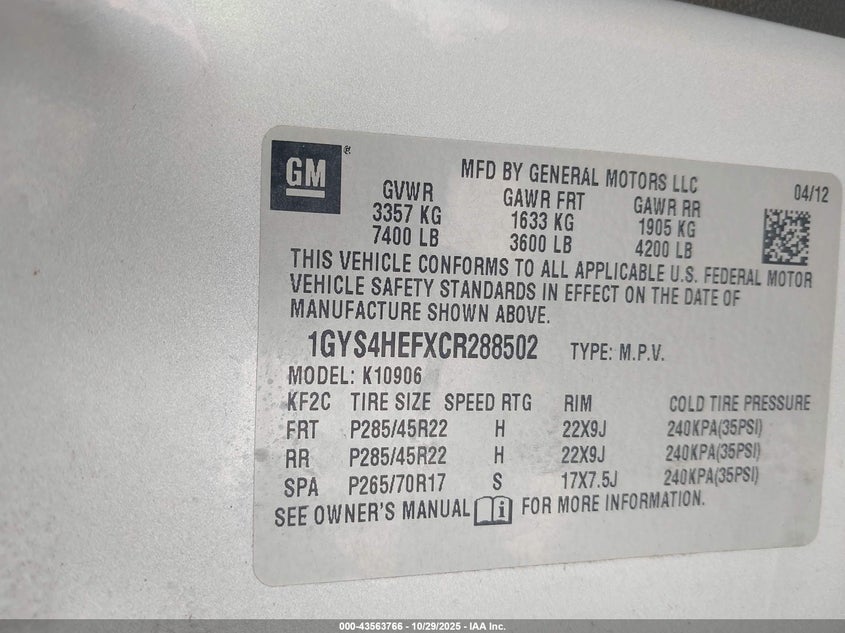 GM ®
MFD BY GENERAL MOTORS LLC 04/12
GVWR GAWR FRT GAWR RR
3357 KG 1633 KG 1905 KG
7400 LB 3600 LB 4200 LB
THIS VEHICLE CONFORMS TO ALL APPLICABLE U.S. FEDERAL MOTOR
VEHICLE SAFETY STANDARDS IN EFFECT ON THE DATE OF
MANUFACTURE SHOWN ABOVE.
1GYS4HEFXCR288502 TYPE: M.P.V.
MODEL: K10906
KF2C TIRE SIZE SPEED RTG RIM COLD TIRE PRESSURE
FRT P285/45R22 H 22X9J 240KPA(35PSI)
RR P285/45R22 H 22X9J 240KPA(35PSI)
SPA P265/70R17 S 17X7.5J 240KPA(35PSI)
SEE OWNER'S MANUAL FOR MORE INFORMATION.
000-43563766 - 10/29/2025 - IAA Inc.